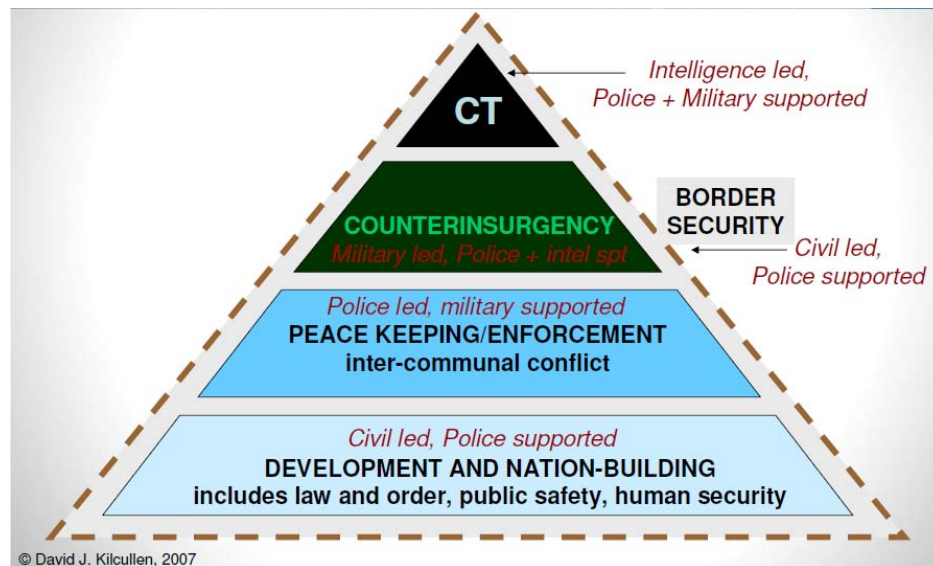 CT
Intelligence led,
Police + Military supported
COUNTERINSURGENCY
Military led, Police + intel spt
BORDER
SECURITY
Civil led,
Police supported
Police led, military supported
PEACE KEEPING/ENFORCEMENT
inter-communal conflict
Civil led, Police supported
DEVELOPMENT AND NATION-BUILDING
includes law and order, public safety, human security
© David J. Kilcullen, 2007